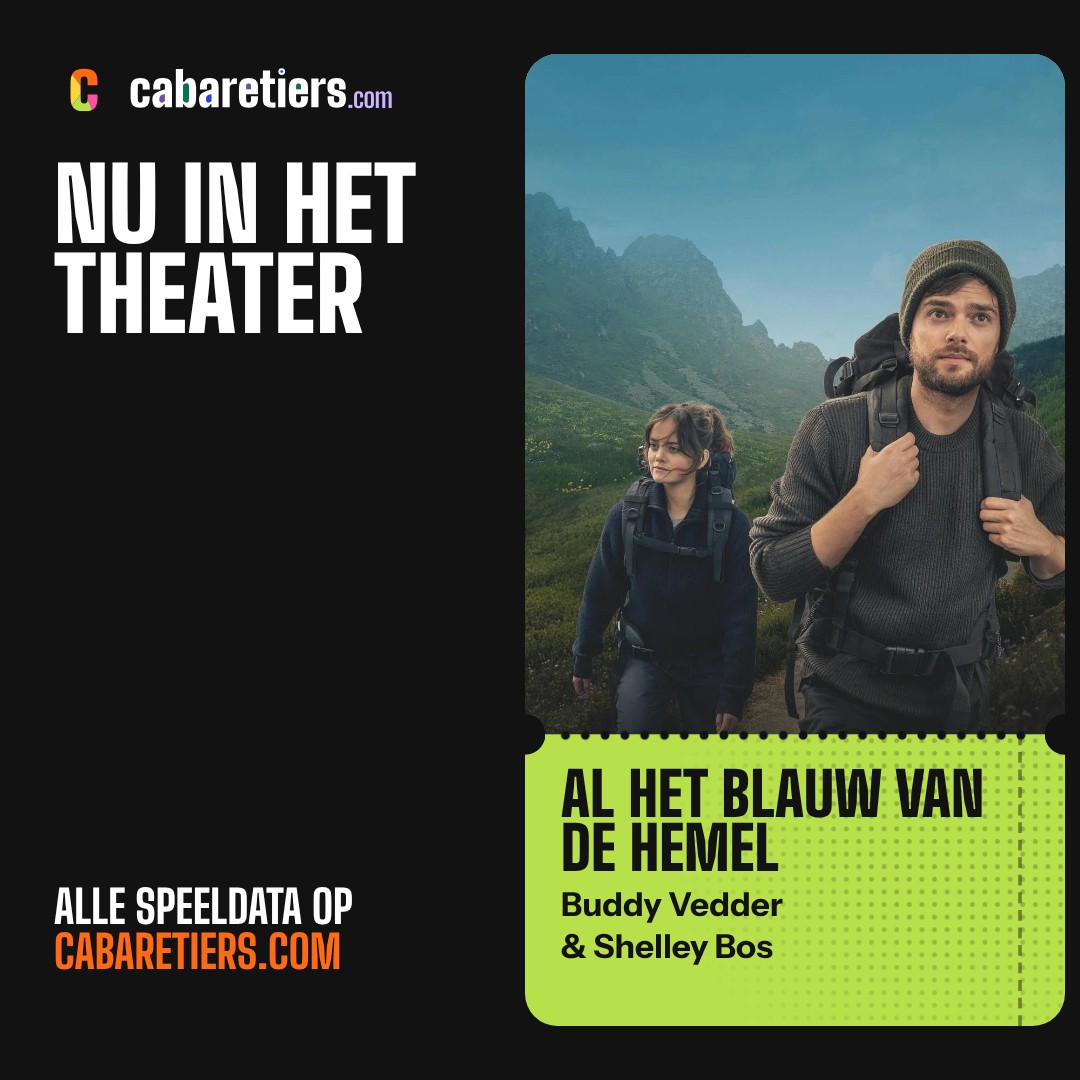 C cabaretiers.com
NU IN HET
THEATER
AL HET BLAUW VAN
DE HEMEL
Buddy Vedder
& Shelley Bos
ALLE SPEELDATA OP
CABARETIERS.COM